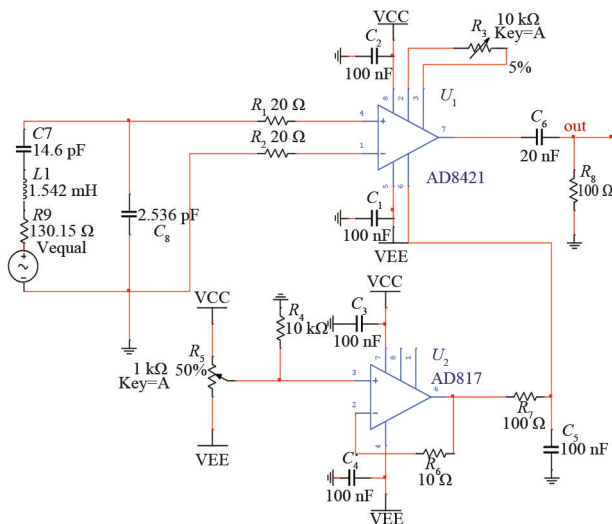 VCC
C2
100 nF
R3
10 kΩ
Key=A
5%
8
2
3
U1
R1 20 Ω
4
+
R2 20 Ω
1
−
7
C6
out
20 nF
AD8421
R8
100 Ω
5
6
C1
100 nF
VEE
C7
14.6 pF
L1
1.542 mH
R9
130.15 Ω
Vequal
2.536 pF
C8
VCC
R5
50%
1 kΩ
Key=A
VEE
R4
10 kΩ
VCC
C3
100 nF
7
8
1
U2
AD817
3
+
2
−
6
4
R7
100 Ω
C5
100 nF
R6
10 Ω
C4
100 nF
VEE